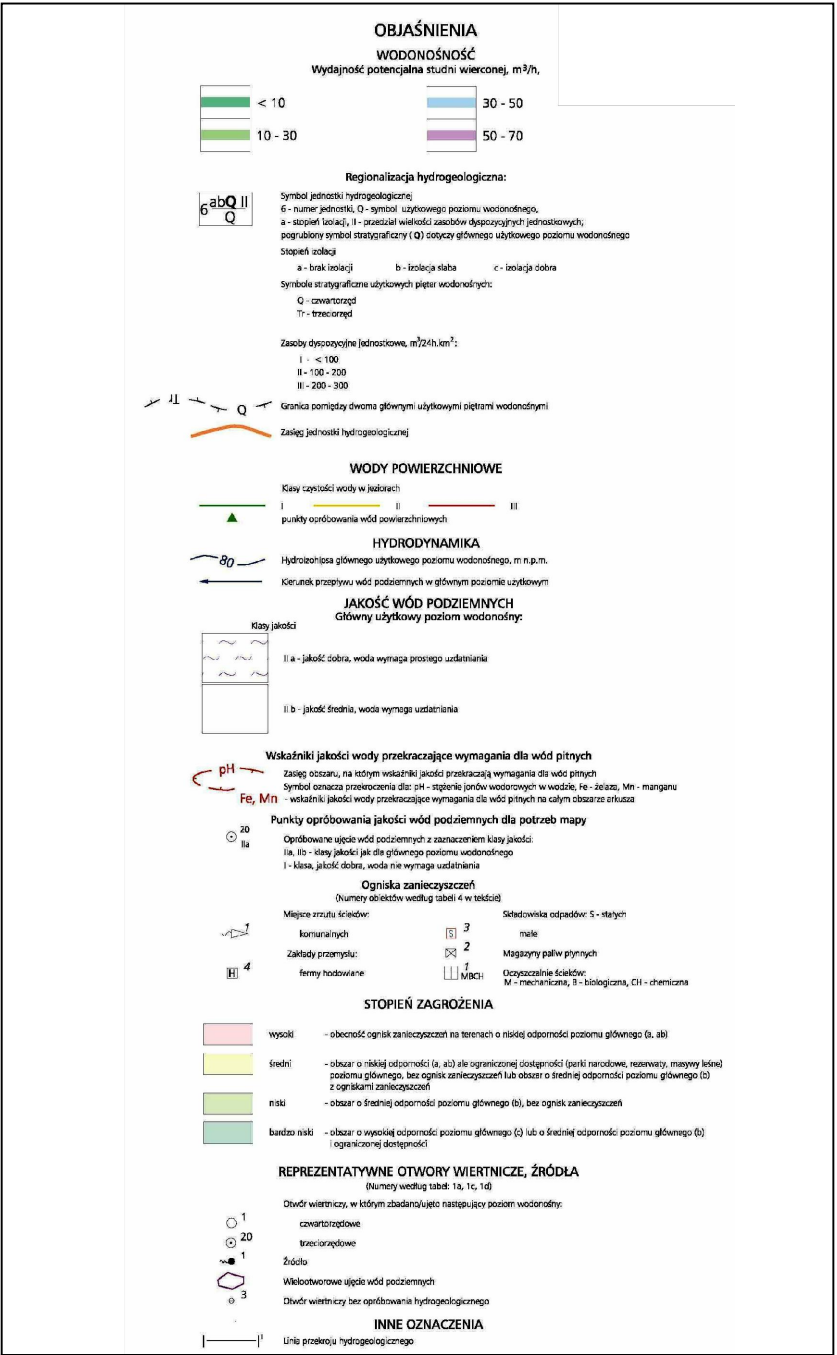 OBJAŚNIENIA
WODONOŚNOŚĆ
Wydajność potencjalna studni wierconej, m³/h,
< 10
30 - 50
10 - 30
50 - 70
Regionalizacja hydrogeologiczna:
6 abQ II
Q
Symbol jednostki hydrogeologicznej
6 - numer jednostki, Q - symbol użytkowego poziomu wodonośnego,
a - stopień izolacji, II - przedział wielkości zasobów dyspozycyjnych jednostkowych;
pogrubiony symbol stratygraficzny (Q) dotyczy głównego użytkowego poziomu wodonośnego
Stopień izolacji
a - brak izolacji b - izolacja słaba c - izolacja dobra
Symbole stratygraficzne użytkowych pięter wodonośnych:
Q - czwartorzęd
Tr - trzeciorzęd
Zasoby dyspozycyjne jednostkowe, m³/24h.km²:
I - < 100
II - 100 - 200
III - 200 - 300
Tr Q Granica pomiędzy dwoma głównymi użytkowymi piętrami wodonośnymi
Zasięg jednostki hydrogeologicznej
WODY POWIERZCHNIOWE
Klasy czystości wody w jeziorach
I II III
punkty opróbowania wód powierzchniowych
HYDRODYNAMIKA
80 Hydroizohipsa głównego użytkowego poziomu wodonośnego, m n.p.m.
Kierunek przepływu wód podziemnych w głównym poziomie użytkowym
JAKOŚĆ WÓD PODZIEMNYCH
Główny użytkowy poziom wodonośny:
Klasy jakości
II a - jakość dobra, woda wymaga prostego uzdatniania
II b - jakość średnia, woda wymaga uzdatniania
Wskaźniki jakości wody przekraczające wymagania dla wód pitnych
pH Zasięg obszaru, na którym wskaźniki jakości przekraczają wymagania dla wód pitnych
Symbol oznacza przekroczenia dla: pH - stężenie jonów wodorowych w wodzie, Fe - żelaza, Mn - manganu
Fe, Mn - wskaźniki jakości wody przekraczające wymagania dla wód pitnych na całym obszarze arkusza
Punkty opróbowania jakości wód podziemnych dla potrzeb mapy
20
IIa
Opróbowane ujęcie wód podziemnych z zaznaczeniem klasy jakości:
IIa, IIb - klasy jakości jak dla głównego poziomu wodonośnego
I - klasa, jakość dobra, woda nie wymaga uzdatniania
Ogniska zanieczyszczeń
(Numery obiektów według tabeli 4 w tekście)
Miejsce zrzutu ścieków: Składowiska odpadów: S - stałych
1 komunalnych S 3 małe
Zakłady przemysłu: 2 Magazyny paliw płynnych
H 4 fermy hodowlane 1 MBCH Oczyszczalnie ścieków:
M - mechaniczna, B - biologiczna, CH - chemiczna
STOPIEŃ ZAGROŻENIA
wysoki - obecność ognisk zanieczyszczeń na terenach o niskiej odporności poziomu głównego (a, ab)
średni - obszar o niskiej odporności (a, ab) ale ograniczonej dostępności (parki narodowe, rezerwaty, masywy leśne)
poziomu głównego, bez ognisk zanieczyszczeń lub obszar o średniej odporności poziomu głównego (b)
z ogniskami zanieczyszczeń
niski - obszar o średniej odporności poziomu głównego (b), bez ognisk zanieczyszczeń
bardzo niski - obszar o wysokiej odporności poziomu głównego (c) lub o średniej odporności poziomu głównego (b)
i ograniczonej dostępności
REPREZENTATYWNE OTWORY WIERTNICZE, ŹRÓDŁA
(Numery według tabel: 1a, 1c, 1d)
Otwór wiertniczy, w którym zbadano/ujęto następujący poziom wodonośny:
1 czwartorzędowe
20 trzeciorzędowe
1 Źródło
Wielootworowe ujęcie wód podziemnych
3 Otwór wiertniczy bez opróbowania hydrogeologicznego
INNE OZNACZENIA
I I¹ Linia przekroju hydrogeologicznego